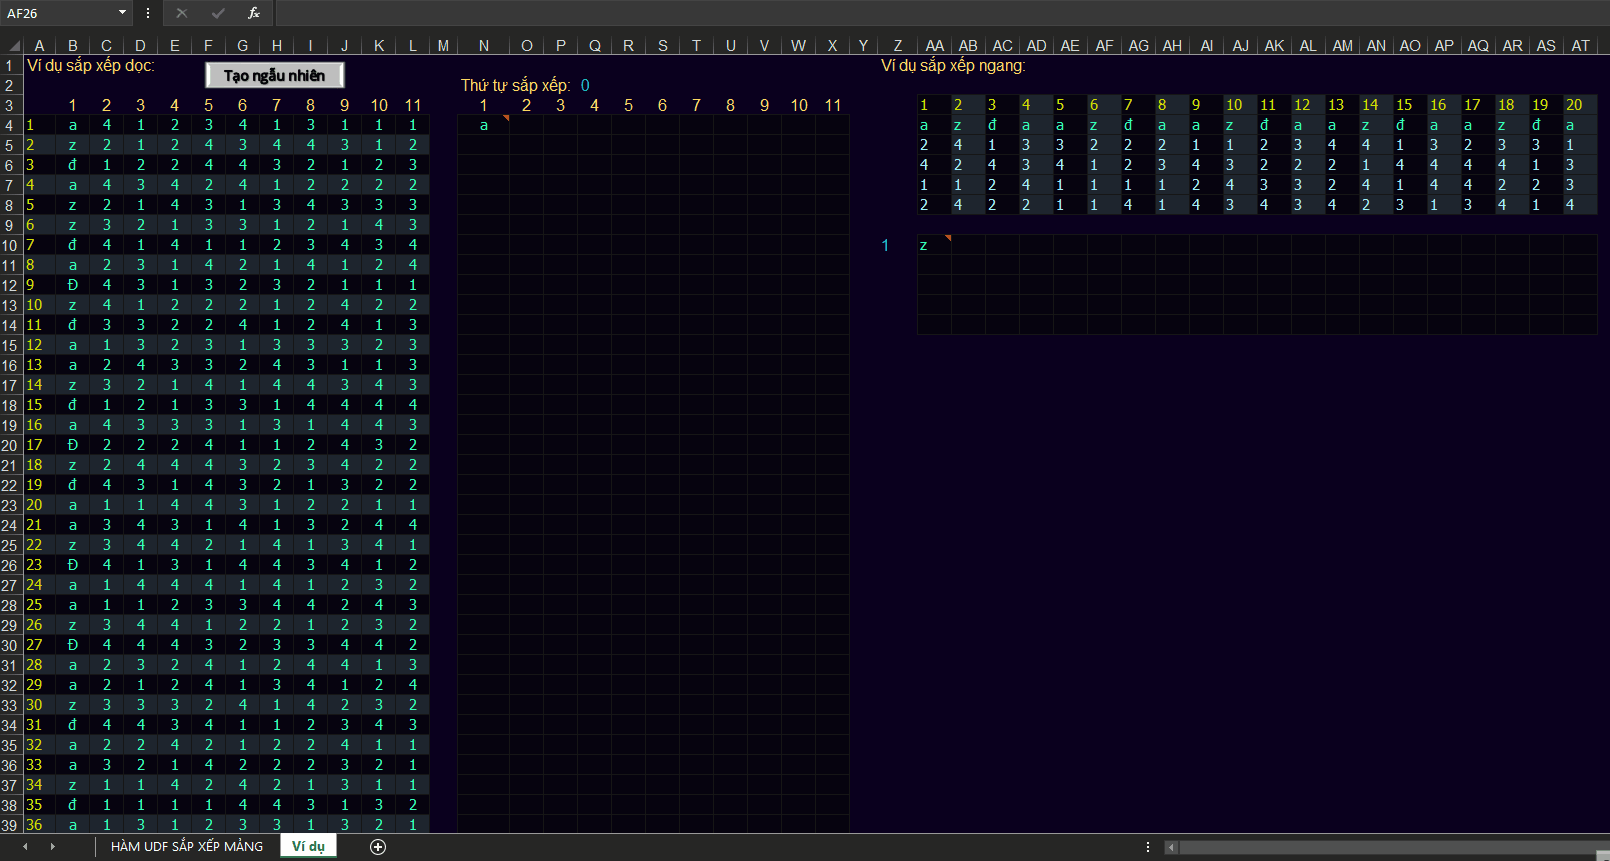 AF26 fx
A B C D E F G H I J K L M N O P Q R S T U V W X Y Z AA AB AC AD AE AF AG AH AI AJ AK AL AM AN AO AP AQ AR AS AT
1 Ví dụ sắp xếp dọc: Tạo ngẫu nhiên Ví dụ sắp xếp ngang:
2 Thứ tự sắp xếp: 0
3 1 2 3 4 5 6 7 8 9 10 11 1 2 3 4 5 6 7 8 9 10 11 1 2 3 4 5 6 7 8 9 10 11 12 13 14 15 16 17 18 19 20
4 1 a 4 1 2 3 4 1 3 1 1 1 a a z đ a a z đ a a z đ a a z đ a a z đ a
5 2 z 2 1 2 4 3 4 4 3 1 2 2 4 1 3 3 2 2 2 1 1 2 3 4 4 1 3 2 3 3 1
6 3 đ 1 2 2 4 4 3 2 1 2 3 4 2 4 3 4 1 2 3 4 3 2 2 2 1 4 4 4 4 1 3
7 4 a 4 3 4 2 4 1 2 2 2 2 1 1 2 4 1 1 1 1 2 4 3 3 2 4 1 4 4 2 2 3
8 5 z 2 1 4 3 1 3 4 3 3 3 2 4 2 2 1 1 4 1 4 3 4 3 4 2 3 1 3 4 1 4
9 6 z 3 2 1 3 3 1 2 1 4 3
10 7 đ 4 1 4 1 1 2 3 4 3 4 1 z
11 8 a 2 3 1 4 2 1 4 1 2 4
12 9 Đ 4 3 1 3 2 3 2 1 1 1
13 10 z 4 1 2 2 2 1 2 4 2 2
14 11 đ 3 3 2 2 4 1 2 4 1 3
15 12 a 1 3 2 3 1 3 3 3 2 3
16 13 a 2 4 3 3 2 4 3 1 1 3
17 14 z 3 2 1 4 1 4 4 3 4 3
18 15 đ 1 2 1 3 3 1 4 4 4 4
19 16 a 4 3 3 3 1 3 1 4 4 3
20 17 Đ 2 2 2 4 1 1 2 4 3 2
21 18 z 2 4 4 4 3 2 3 4 2 2
22 19 đ 4 3 1 4 3 2 1 3 2 2
23 20 a 1 1 4 4 3 1 2 2 1 1
24 21 a 3 4 3 1 4 1 3 2 4 4
25 22 z 3 4 4 2 1 4 1 3 4 1
26 23 Đ 4 1 3 1 4 4 3 4 1 2
27 24 a 1 4 4 4 1 4 1 2 3 2
28 25 a 1 1 2 3 3 4 4 2 4 3
29 26 z 3 4 4 1 2 2 1 2 3 2
30 27 Đ 4 4 4 3 2 3 3 4 4 2
31 28 a 2 3 2 4 1 2 4 4 1 3
32 29 a 2 1 2 4 1 3 4 1 2 4
33 30 z 3 3 3 2 4 1 4 2 3 2
34 31 đ 4 4 3 4 1 1 2 3 4 3
35 32 a 2 2 4 2 1 2 2 4 1 1
36 33 a 3 2 1 4 2 2 2 3 2 1
37 34 z 1 1 4 2 4 2 1 3 1 1
38 35 đ 1 1 1 1 4 4 3 1 3 2
39 36 a 1 3 1 2 3 3 1 3 2 1
HÀM UDF SẮP XẾP MẢNG Ví dụ